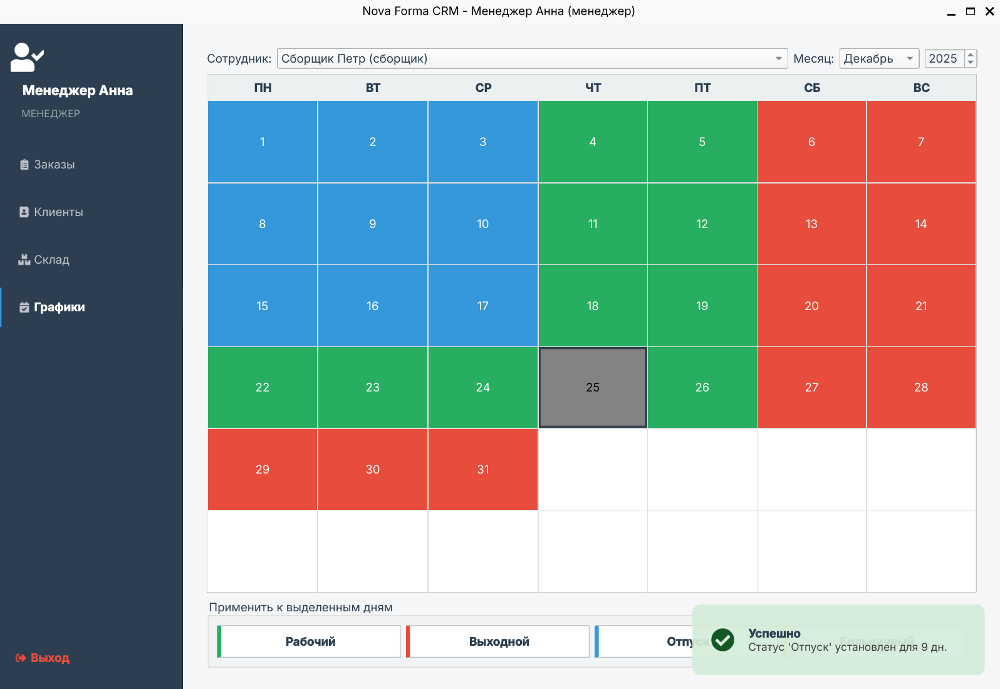 Nova Forma CRM - Менеджер Анна (менеджер)
Менеджер Анна
МЕНЕДЖЕР
Заказы
Клиенты
Склад
Графики
Выход
Сотрудник: Сборщик Петр (сборщик) Месяц: Декабрь 2025
ПН ВТ СР ЧТ ПТ СБ ВС
1 2 3 4 5 6 7
8 9 10 11 12 13 14
15 16 17 18 19 20 21
22 23 24 25 26 27 28
29 30 31
Применить к выделенным дням
Рабочий Выходной Отпуск Больничный
Успешно
Статус 'Отпуск' установлен для 9 дн.